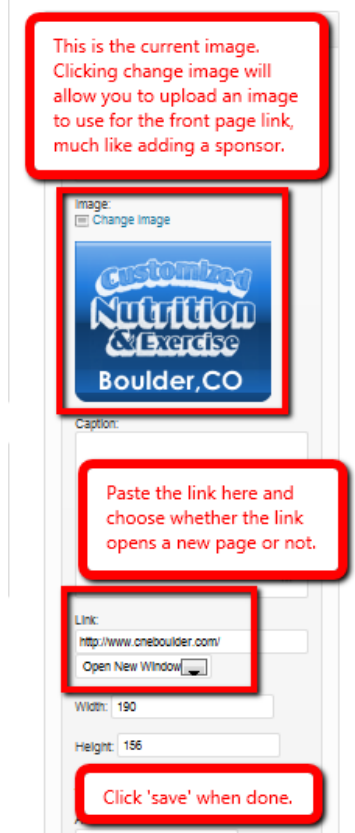 This is the current image.
Clicking change image will
allow you to upload an image
to use for the front page link,
much like adding a sponsor.
Image:
Change Image
Customized
Nutrition
& Exercise
Boulder,CO
Caption:
Paste the link here and
choose whether the link
opens a new page or not.
Link:
http://www.cneboulder.com/
Open New Window
Width: 190
Height: 156
Click 'save' when done.